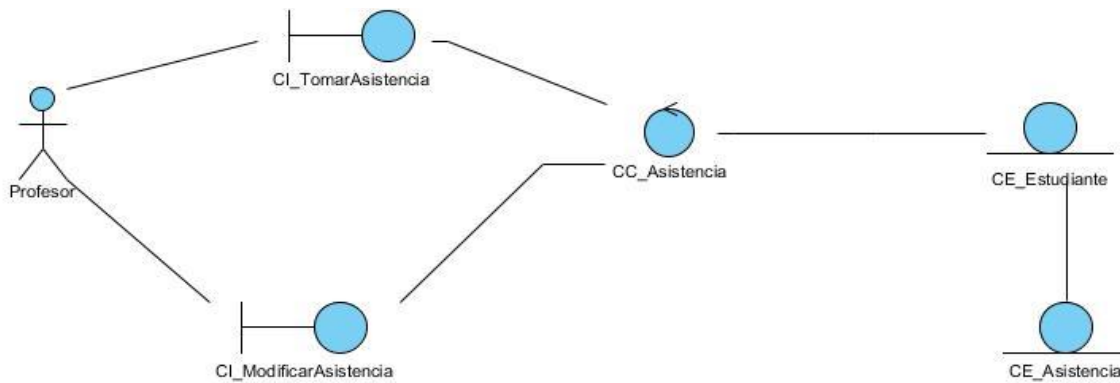 CI_TomarAsistencia
Profesor
CC_Asistencia
CE_Estudiante
CI_ModificarAsistencia
CE_Asistencia